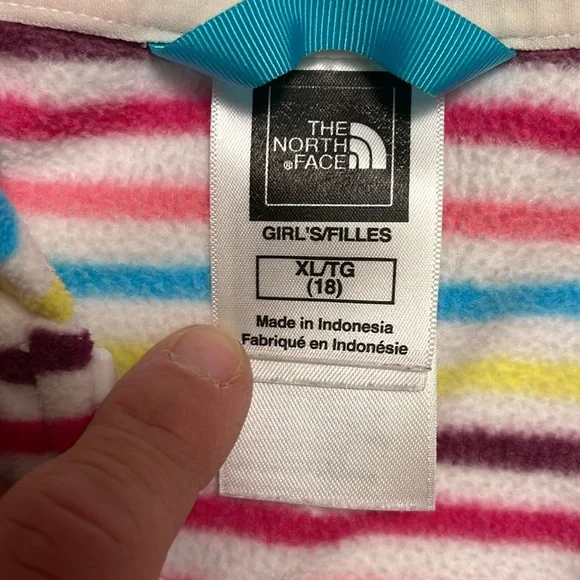 THE
NORTH
®FACE
GIRL'S/FILLES
XL/TG
(18)
Made in Indonesia
Fabriqué en Indonésie